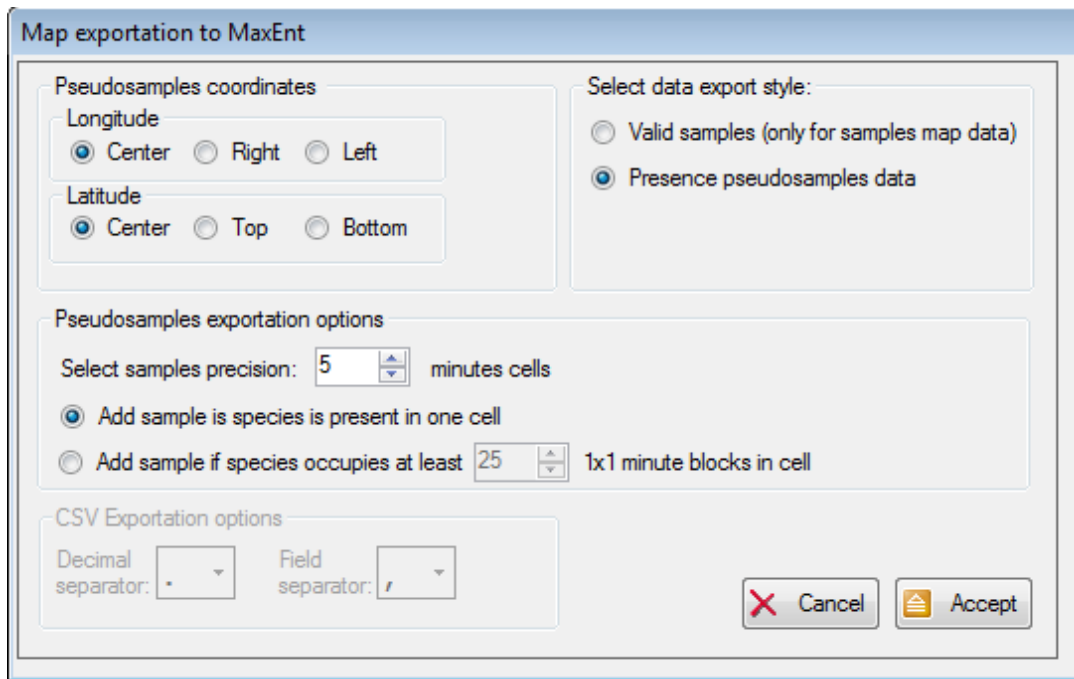 Map exportation to MaxEnt
Pseudosamples coordinates
Longitude
Center Right Left
Latitude
Center Top Bottom
Select data export style:
Valid samples (only for samples map data)
Presence pseudosamples data
Pseudosamples exportation options
Select samples precision: 5 minutes cells
Add sample is species is present in one cell
Add sample if species occupies at least 25 1x1 minute blocks in cell
CSV Exportation options
Decimal separator: .
Field separator: ,
Cancel Accept